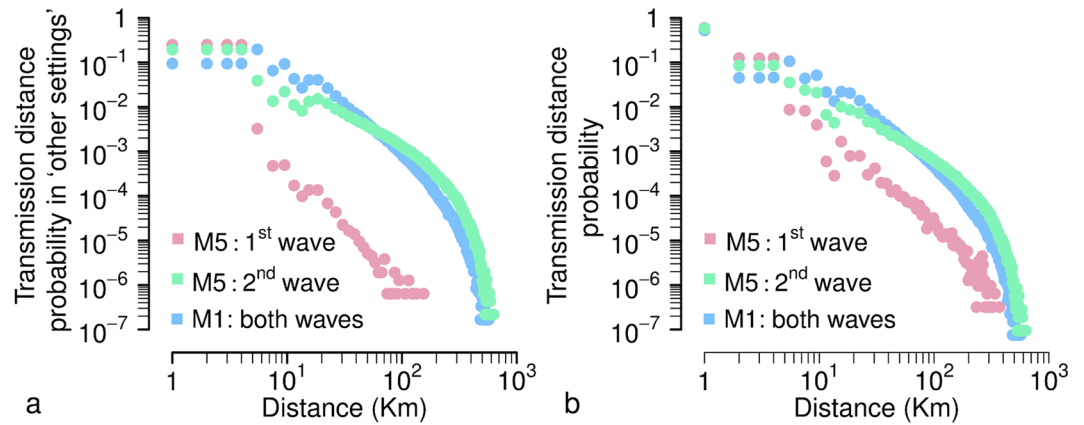 Transmission distance
probability in 'other settings'
1
10⁻¹
10⁻²
10⁻³
10⁻⁴
10⁻⁵
10⁻⁶
10⁻⁷
M5 : 1ˢᵗ wave
M5 : 2ⁿᵈ wave
M1: both waves
1
10¹
10²
10³
Distance (Km)
a
Transmission distance
probability
1
10⁻¹
10⁻²
10⁻³
10⁻⁴
10⁻⁵
10⁻⁶
10⁻⁷
M5 : 1ˢᵗ wave
M5 : 2ⁿᵈ wave
M1: both waves
1
10¹
10²
10³
Distance (Km)
b